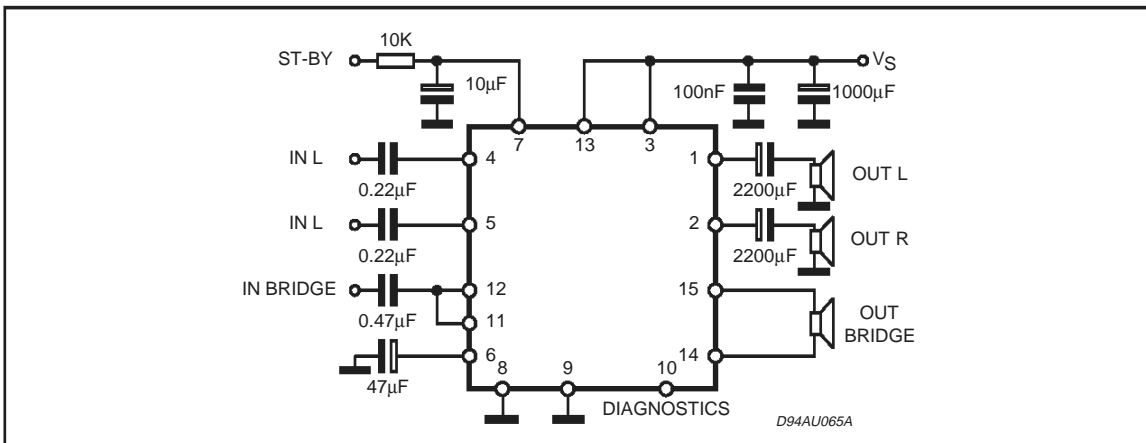 10K
ST-BY
10µF
100nF
1000µF
VS
7
13
3
IN L
0.22µF
4
1
2200µF
OUT L
IN L
0.22µF
5
2
2200µF
OUT R
IN BRIDGE
0.47µF
12
11
15
OUT
BRIDGE
14
47µF
6
8
9
10
DIAGNOSTICS
D94AU065A